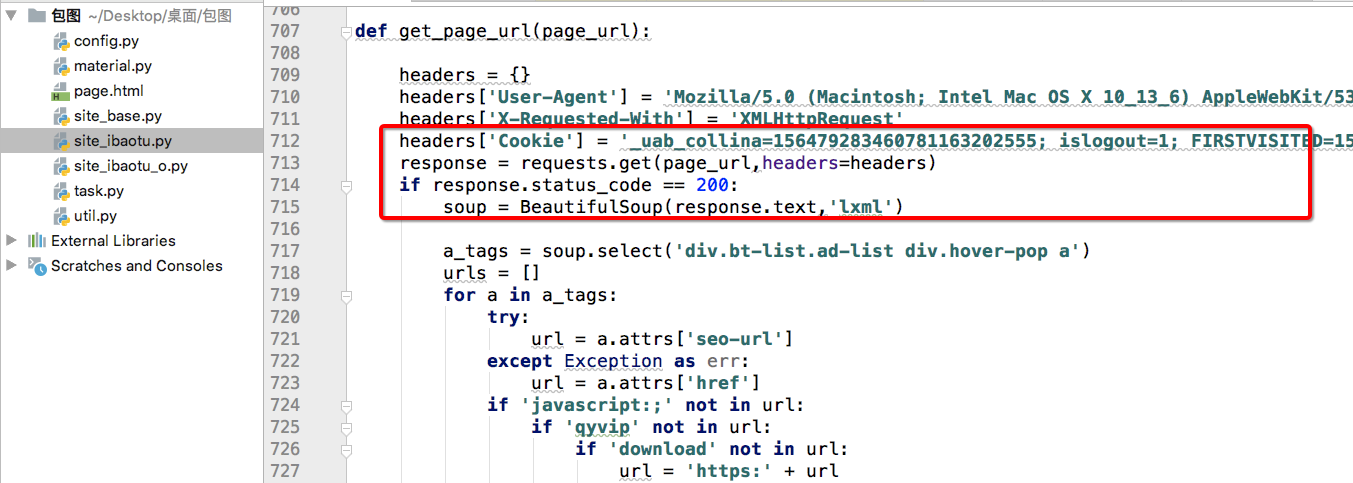 包图 ~/Desktop/桌面/包图
config.py
material.py
page.html
site_base.py
site_ibaotu.py
site_ibaotu_o.py
task.py
util.py
External Libraries
Scratches and Consoles
706
707 def get_page_url(page_url):
708
709 headers = {}
710 headers['User-Agent'] = 'Mozilla/5.0 (Macintosh; Intel Mac OS X 10_13_6) AppleWebKit/53
711 headers['X-Requested-With'] = 'XMLHttpRequest'
712 headers['Cookie'] = '_uab_collina=156479283460781163202555; islogout=1; FIRSTVISITED=15
713 response = requests.get(page_url,headers=headers)
714 if response.status_code == 200:
715 soup = BeautifulSoup(response.text,'lxml')
716
717 a_tags = soup.select('div.bt-list.ad-list div.hover-pop a')
718 urls = []
719 for a in a_tags:
720 try:
721 url = a.attrs['seo-url']
722 except Exception as err:
723 url = a.attrs['href']
724 if 'javascript:;' not in url:
725 if 'qyvip' not in url:
726 if 'download' not in url:
727 url = 'https:' + url